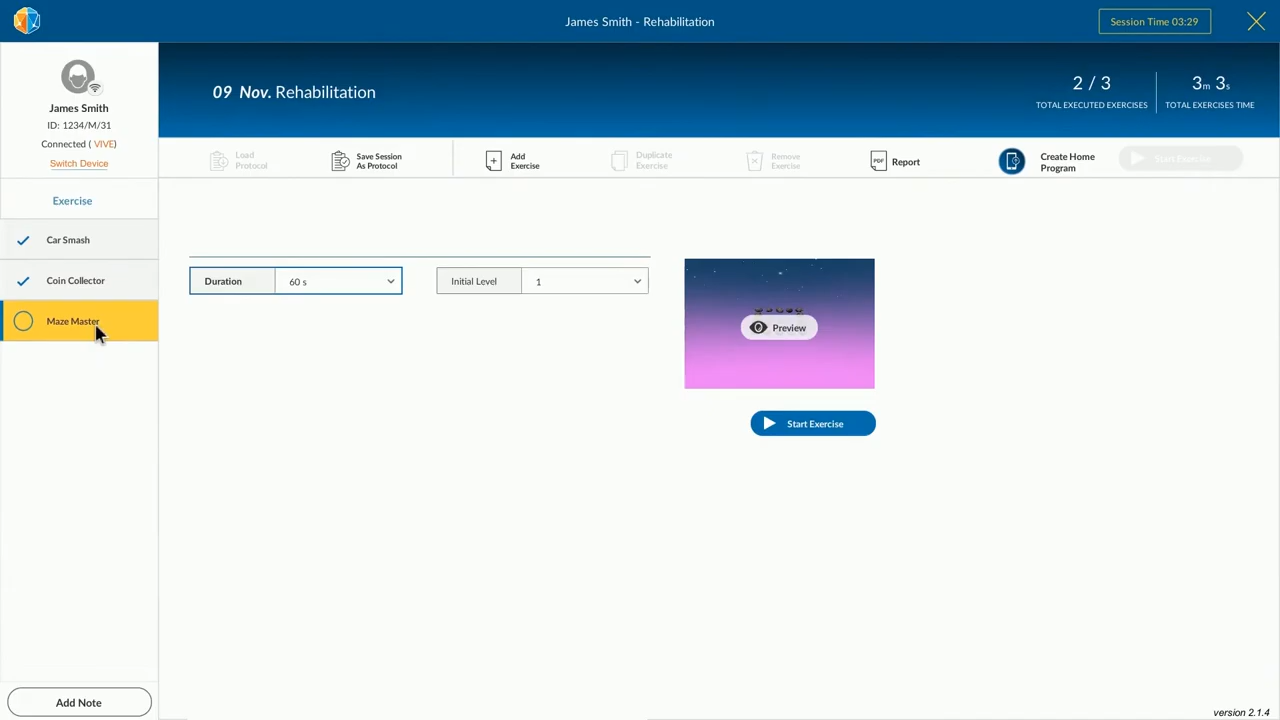 James Smith - Rehabilitation
Session Time 03:29
James Smith
ID: 1234/M/31
Connected ( VIVE)
Switch Device
09 Nov. Rehabilitation
2 / 3
TOTAL EXECUTED EXERCISES
3m 3s
TOTAL EXERCISES TIME
Load
Protocol
Save Session
As Protocol
Add
Exercise
Duplicate
Exercise
Remove
Exercise
PDF
Report
Create Home
Program
Start Exercise
Exercise
Car Smash
Coin Collector
Maze Master
Duration
60 s
Initial Level
1
Preview
Start Exercise
Add Note
version 2.1.4